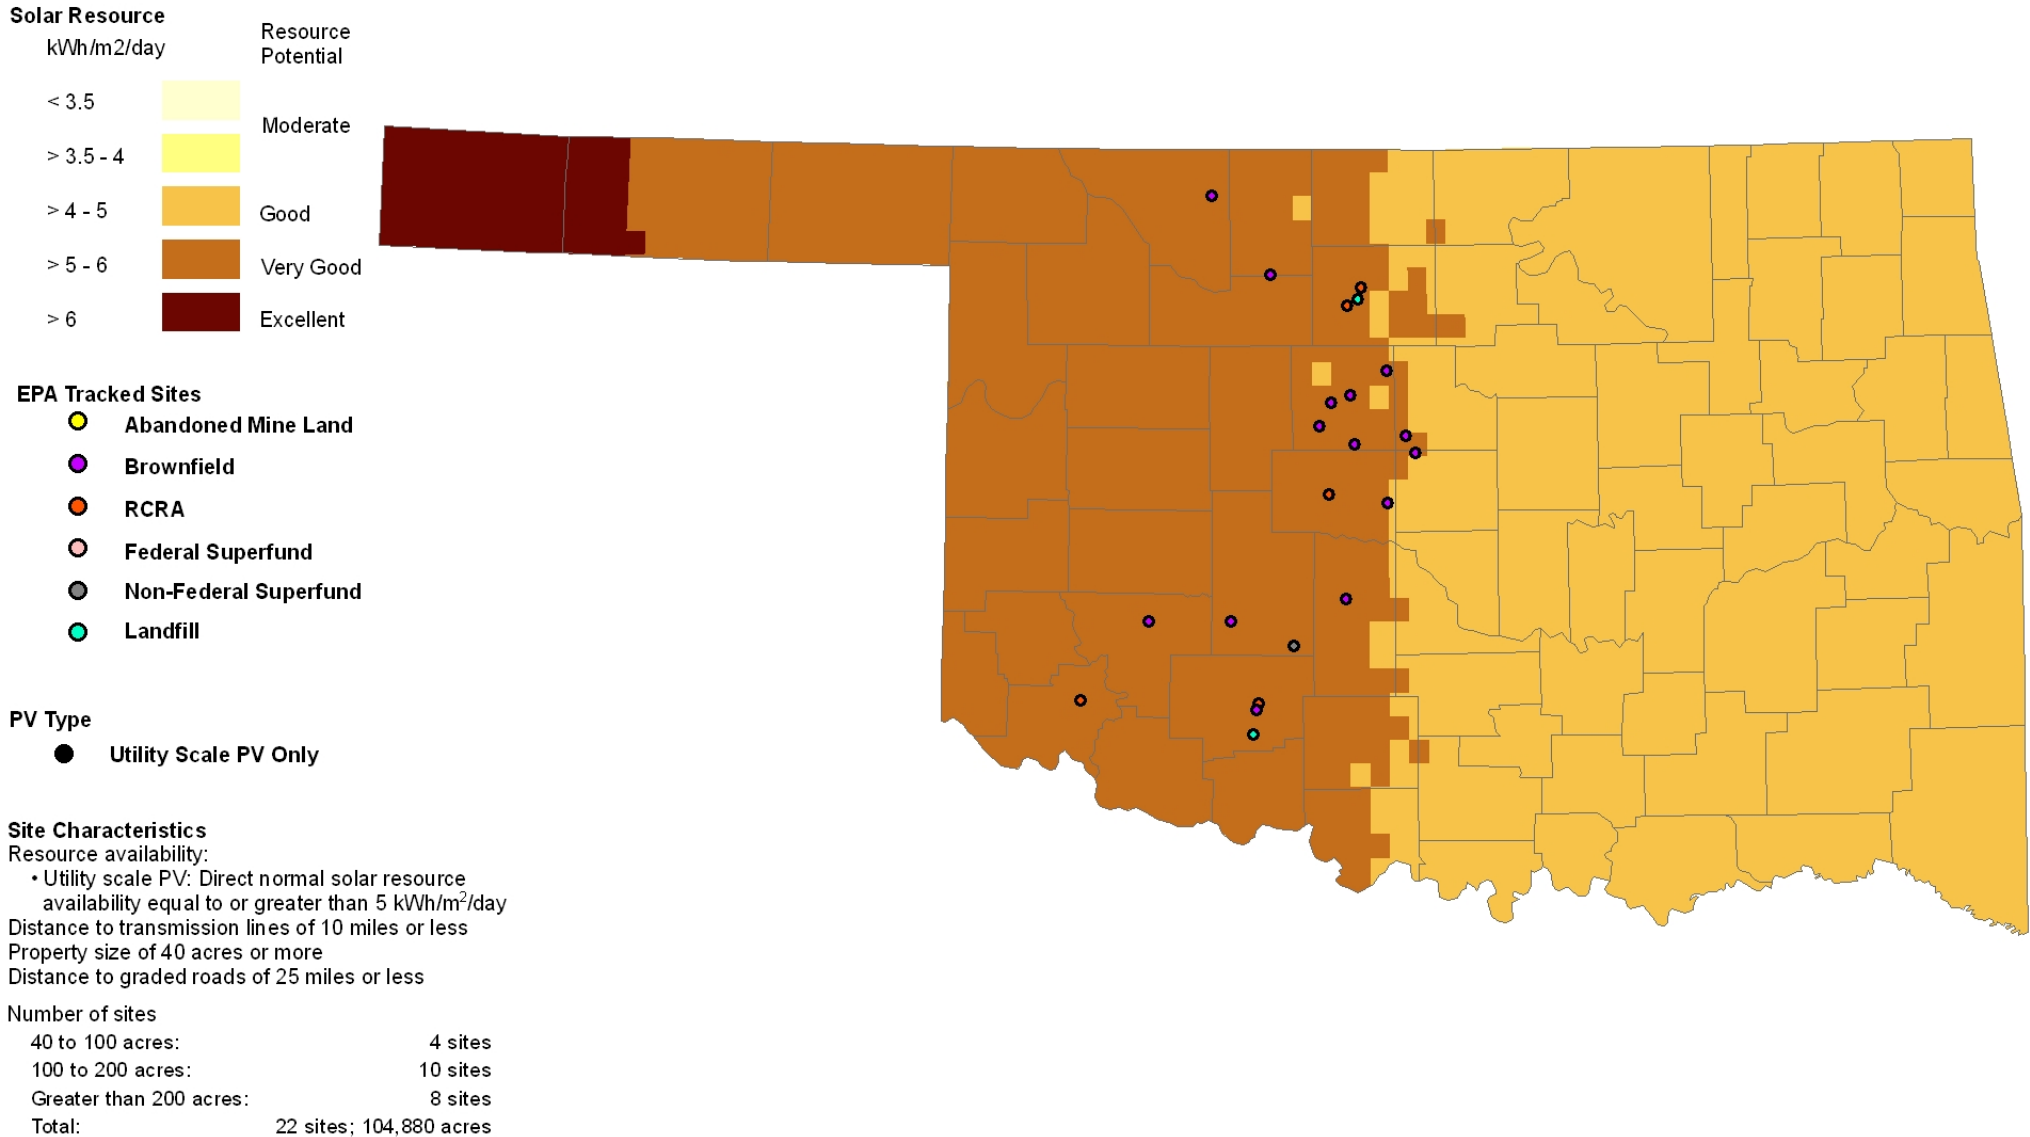 Solar Resource
kWh/m2/day
Resource
Potential
< 3.5
Moderate
> 3.5 - 4
> 4 - 5
Good
> 5 - 6
Very Good
> 6
Excellent
EPA Tracked Sites
Abandoned Mine Land
Brownfield
RCRA
Federal Superfund
Non-Federal Superfund
Landfill
PV Type
Utility Scale PV Only
Site Characteristics
Resource availability:
• Utility scale PV: Direct normal solar resource
availability equal to or greater than 5 kWh/m²/day
Distance to transmission lines of 10 miles or less
Property size of 40 acres or more
Distance to graded roads of 25 miles or less
Number of sites
40 to 100 acres: 4 sites
100 to 200 acres: 10 sites
Greater than 200 acres: 8 sites
Total: 22 sites; 104,880 acres